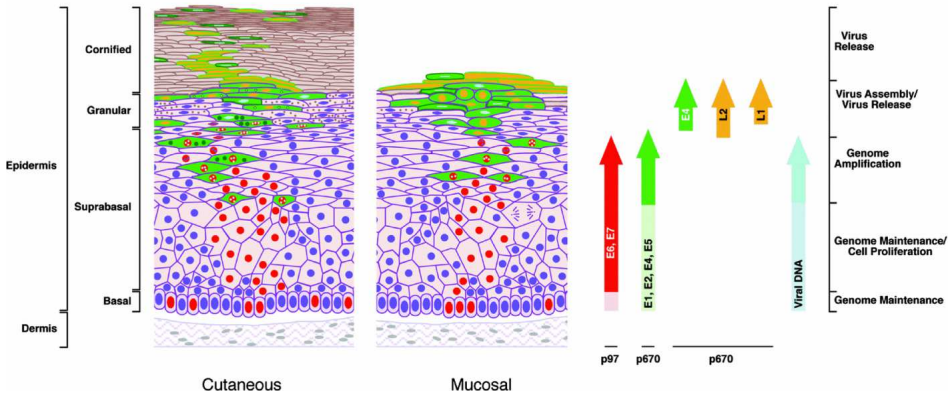 Epidermis
Dermis
Cornified
Granular
Suprabasal
Basal
Cutaneous
Mucosal
E6, E7
E1, E2, E4, E5
E4
L2
L1
Viral DNA
p97
p670
p670
Virus
Release
Virus Assembly/
Virus Release
Genome
Amplification
Genome Maintenance/
Cell Proliferation
Genome Maintenance